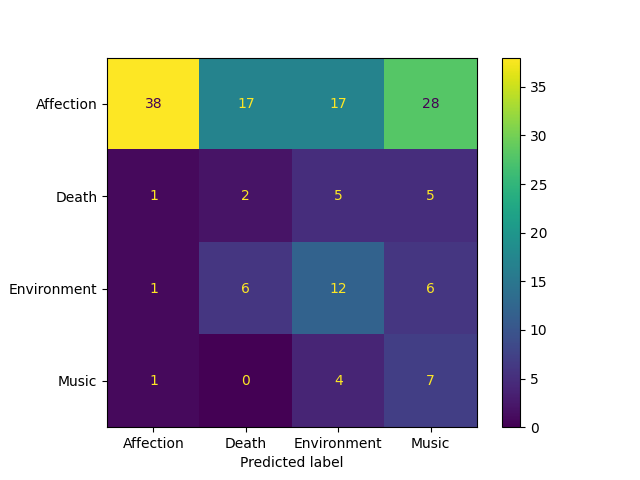 Affection 38 17 17 28
Death 1 2 5 5
Environment 1 6 12 6
Music 1 0 4 7
Affection Death Environment Music
Predicted label
35
30
25
20
15
10
5
0